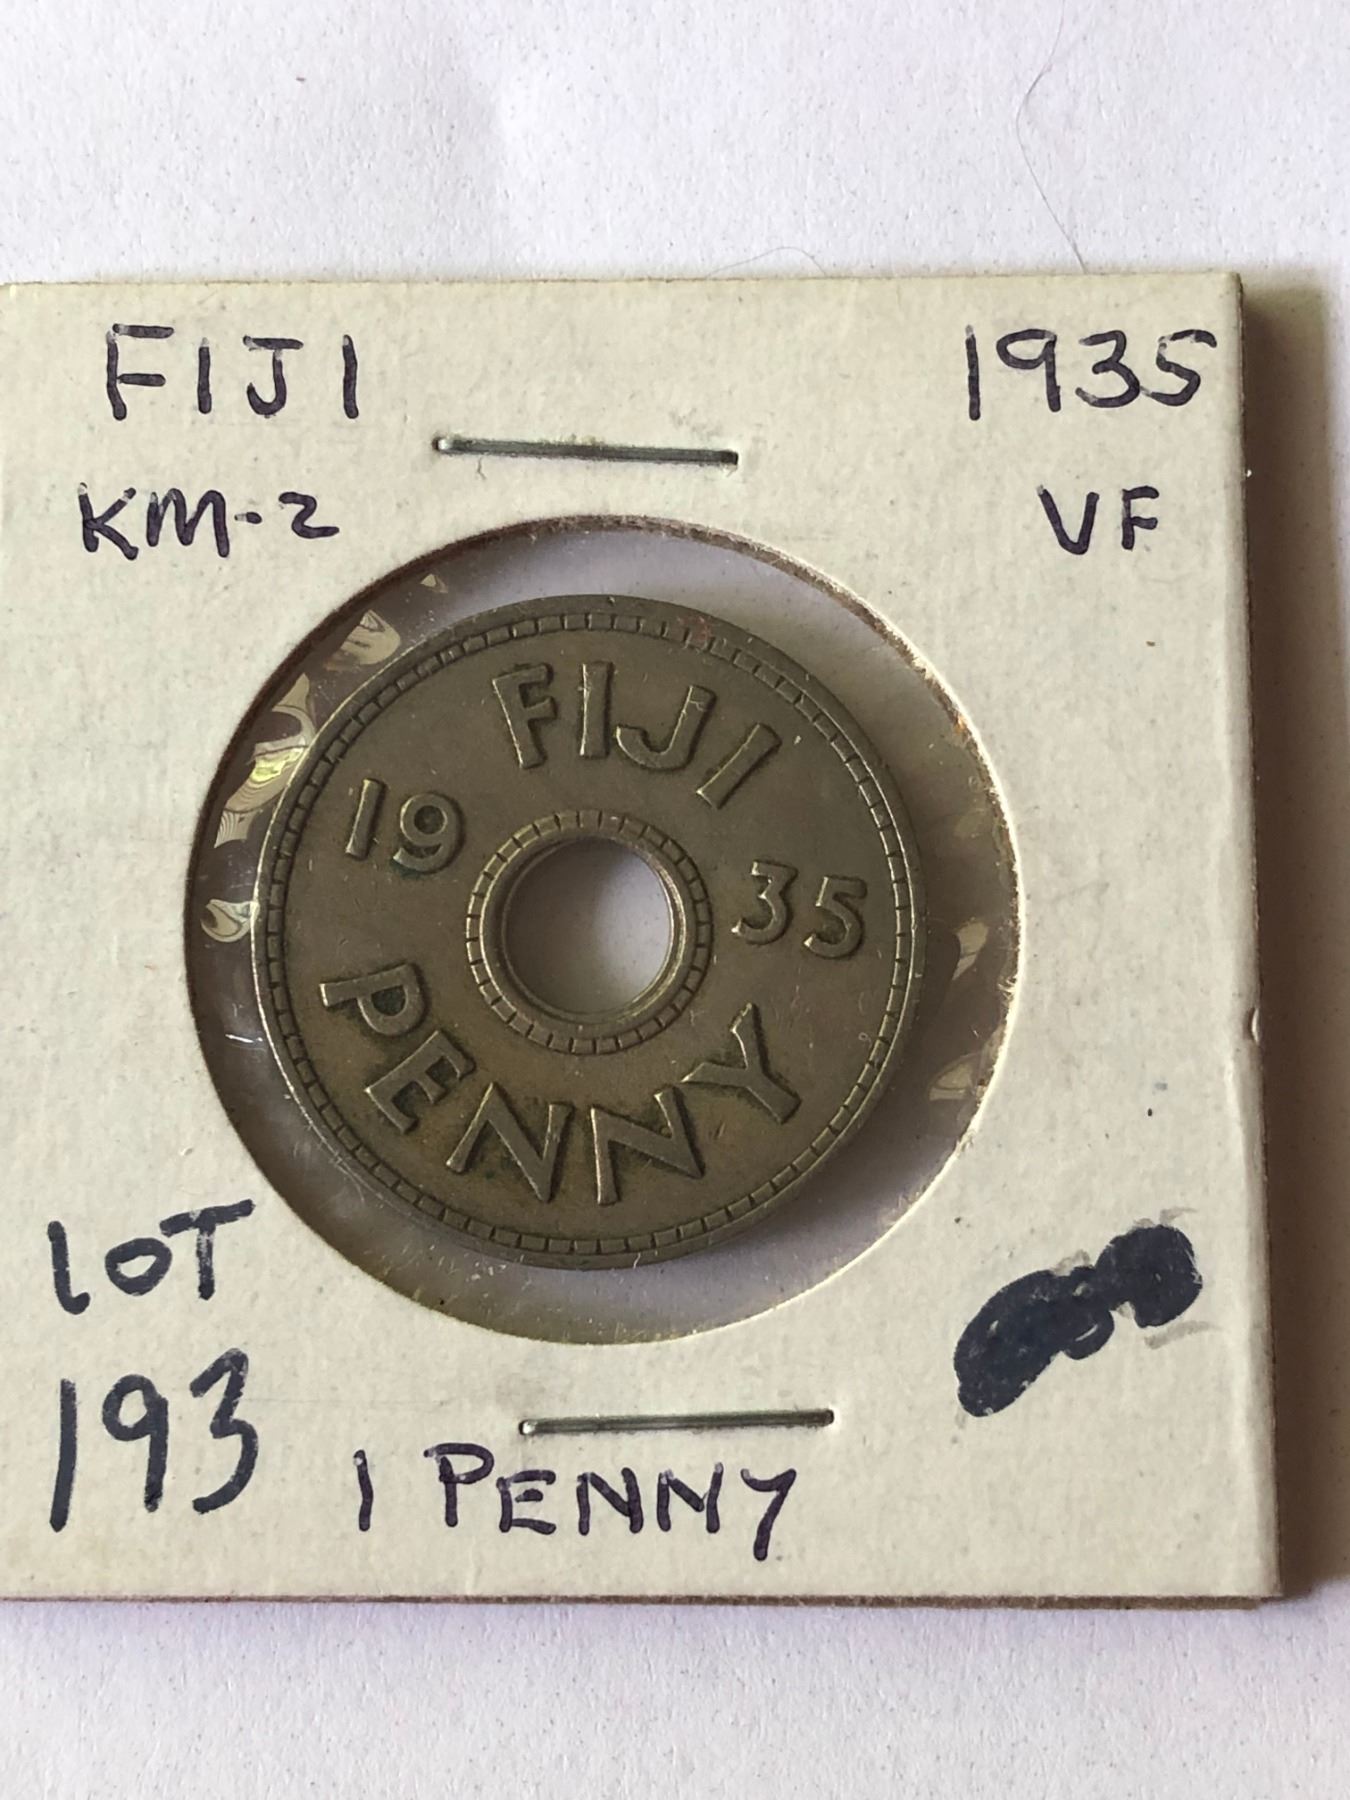 FIJI 1935
KM-2 VF
FIJI
19 35
PENNY
LOT
193
1 PENNY